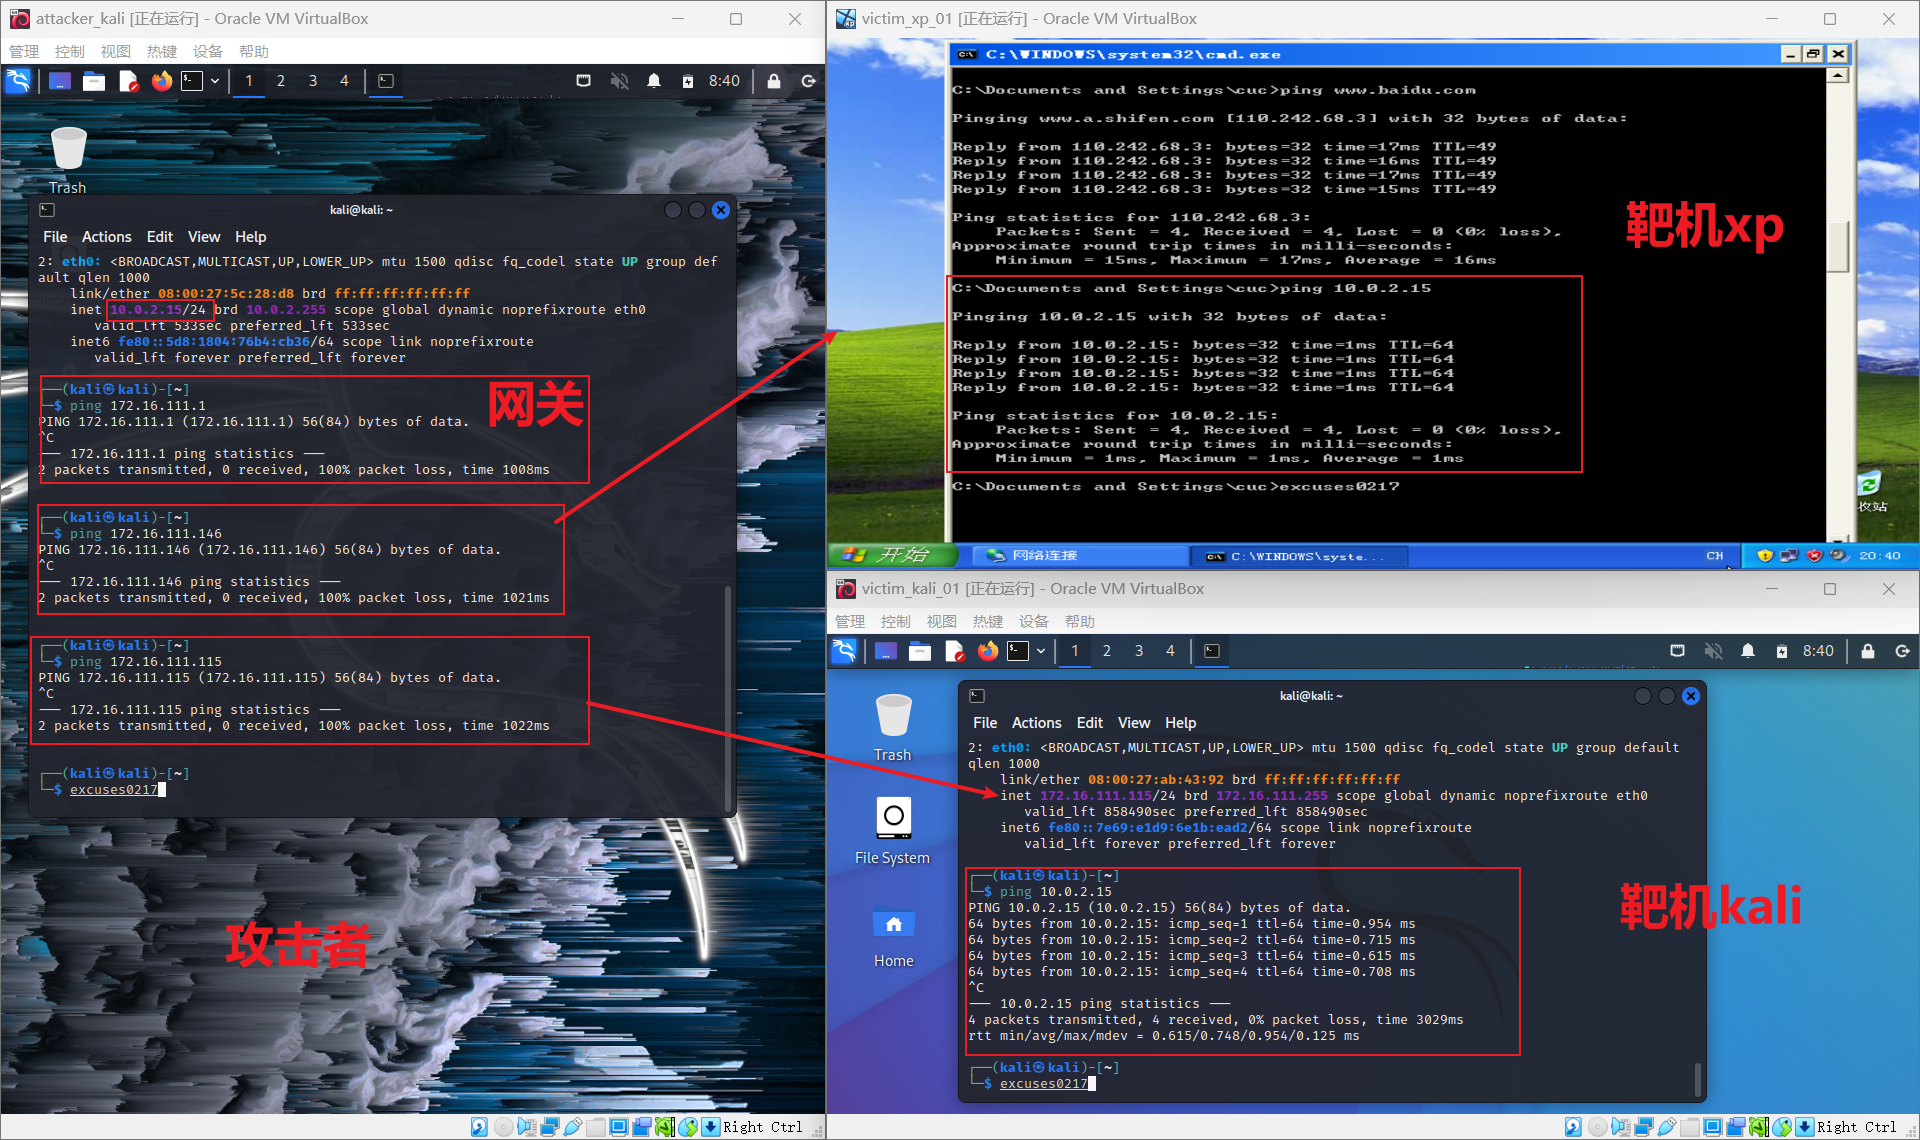 attacker_kali [正在运行] - Oracle VM VirtualBox
管理 控制 视图 热键 设备 帮助
1 2 3 4 8:40
Trash
kali@kali: ~
File Actions Edit View Help
2: eth0: <BROADCAST,MULTICAST,UP,LOWER_UP> mtu 1500 qdisc fq_codel state UP group def
ault qlen 1000
link/ether 08:00:27:5c:28:d8 brd ff:ff:ff:ff:ff:ff
inet 10.0.2.15/24 brd 10.0.2.255 scope global dynamic noprefixroute eth0
valid_lft 533sec preferred_lft 533sec
inet6 fe80::5d8:1804:76b4:cb36/64 scope link noprefixroute
valid_lft forever preferred_lft forever
┌──(kali㉿kali)-[~]
└─$ ping 172.16.111.1
PING 172.16.111.1 (172.16.111.1) 56(84) bytes of data.
^C
--- 172.16.111.1 ping statistics ---
2 packets transmitted, 0 received, 100% packet loss, time 1008ms
网关
┌──(kali㉿kali)-[~]
└─$ ping 172.16.111.146
PING 172.16.111.146 (172.16.111.146) 56(84) bytes of data.
^C
--- 172.16.111.146 ping statistics ---
2 packets transmitted, 0 received, 100% packet loss, time 1021ms
┌──(kali㉿kali)-[~]
└─$ ping 172.16.111.115
PING 172.16.111.115 (172.16.111.115) 56(84) bytes of data.
^C
--- 172.16.111.115 ping statistics ---
2 packets transmitted, 0 received, 100% packet loss, time 1022ms
┌──(kali㉿kali)-[~]
└─$ excuses0217
攻击者
Right Ctrl
victim_xp_01 [正在运行] - Oracle VM VirtualBox
C:\WINDOWS\system32\cmd.exe
C:\Documents and Settings\cuc>ping www.baidu.com
Pinging www.a.shifen.com [110.242.68.3] with 32 bytes of data:
Reply from 110.242.68.3: bytes=32 time=17ms TTL=49
Reply from 110.242.68.3: bytes=32 time=16ms TTL=49
Reply from 110.242.68.3: bytes=32 time=17ms TTL=49
Reply from 110.242.68.3: bytes=32 time=15ms TTL=49
Ping statistics for 110.242.68.3:
Packets: Sent = 4, Received = 4, Lost = 0 (0% loss),
Approximate round trip times in milli-seconds:
Minimum = 15ms, Maximum = 17ms, Average = 16ms
靶机xp
C:\Documents and Settings\cuc>ping 10.0.2.15
Pinging 10.0.2.15 with 32 bytes of data:
Reply from 10.0.2.15: bytes=32 time=1ms TTL=64
Reply from 10.0.2.15: bytes=32 time=1ms TTL=64
Reply from 10.0.2.15: bytes=32 time=1ms TTL=64
Reply from 10.0.2.15: bytes=32 time=1ms TTL=64
Ping statistics for 10.0.2.15:
Packets: Sent = 4, Received = 4, Lost = 0 (0% loss),
Approximate round trip times in milli-seconds:
Minimum = 1ms, Maximum = 1ms, Average = 1ms
C:\Documents and Settings\cuc>excuses0217
收站
开始 网络连接 C:\WINDOWS\syste... CH 20:40
victim_kali_01 [正在运行] - Oracle VM VirtualBox
管理 控制 视图 热键 设备 帮助
1 2 3 4 8:40
Trash
File System
Home
kali@kali: ~
File Actions Edit View Help
2: eth0: <BROADCAST,MULTICAST,UP,LOWER_UP> mtu 1500 qdisc fq_codel state UP group default
qlen 1000
link/ether 08:00:27:ab:43:92 brd ff:ff:ff:ff:ff:ff
inet 172.16.111.115/24 brd 172.16.111.255 scope global dynamic noprefixroute eth0
valid_lft 858490sec preferred_lft 858490sec
inet6 fe80::7e69:e1d9:6e1b:ead2/64 scope link noprefixroute
valid_lft forever preferred_lft forever
┌──(kali㉿kali)-[~]
└─$ ping 10.0.2.15
PING 10.0.2.15 (10.0.2.15) 56(84) bytes of data.
64 bytes from 10.0.2.15: icmp_seq=1 ttl=64 time=0.954 ms
64 bytes from 10.0.2.15: icmp_seq=2 ttl=64 time=0.715 ms
64 bytes from 10.0.2.15: icmp_seq=3 ttl=64 time=0.615 ms
64 bytes from 10.0.2.15: icmp_seq=4 ttl=64 time=0.708 ms
^C
--- 10.0.2.15 ping statistics ---
4 packets transmitted, 4 received, 0% packet loss, time 3029ms
rtt min/avg/max/mdev = 0.615/0.748/0.954/0.125 ms
靶机kali
┌──(kali㉿kali)-[~]
└─$ excuses0217
Right Ctrl